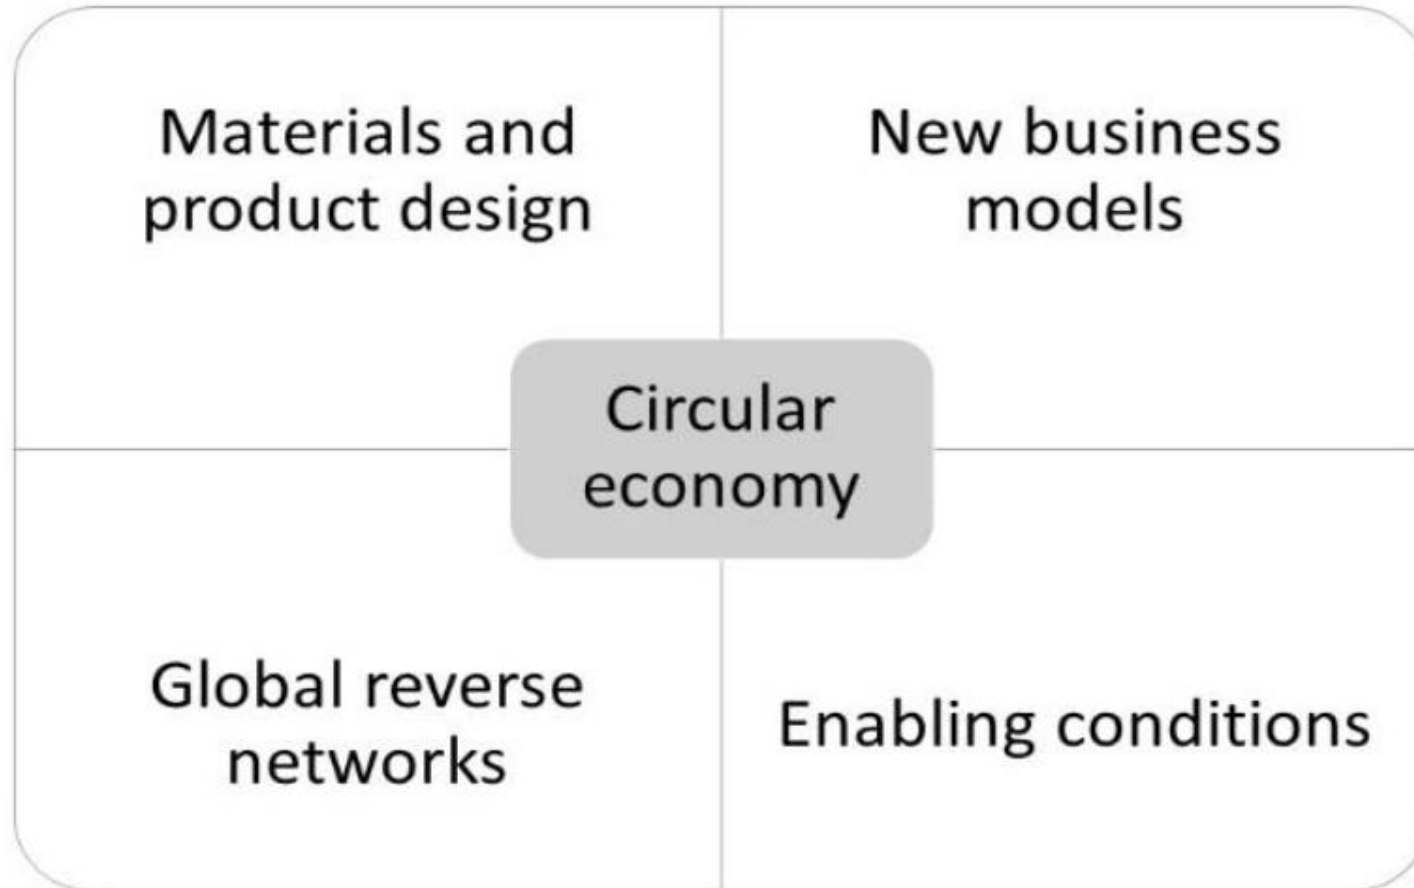 Materials and
product design
New business
models
Circular
economy
Global reverse
networks
Enabling conditions